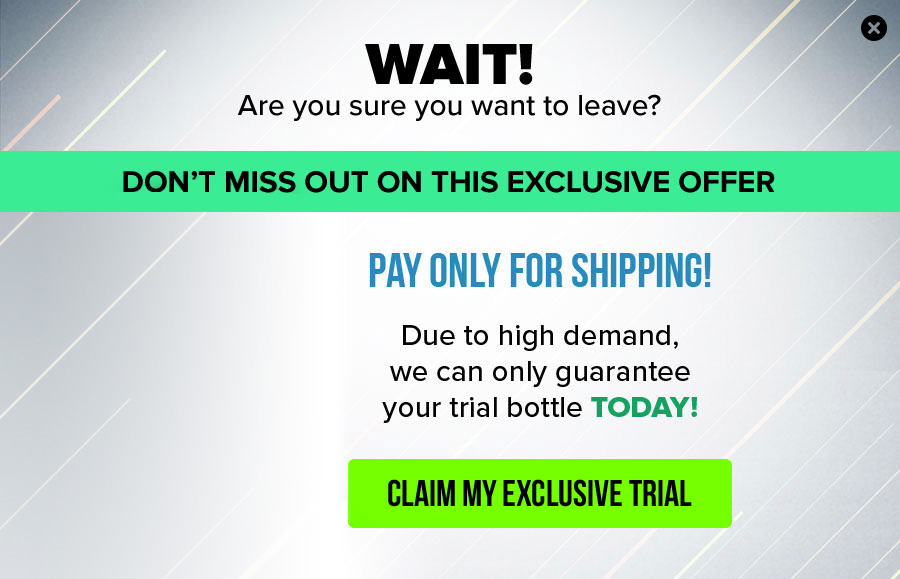 WAIT!
Are you sure you want to leave?
DON’T MISS OUT ON THIS EXCLUSIVE OFFER
PAY ONLY FOR SHIPPING!
Due to high demand,
we can only guarantee
your trial bottle TODAY!
CLAIM MY EXCLUSIVE TRIAL